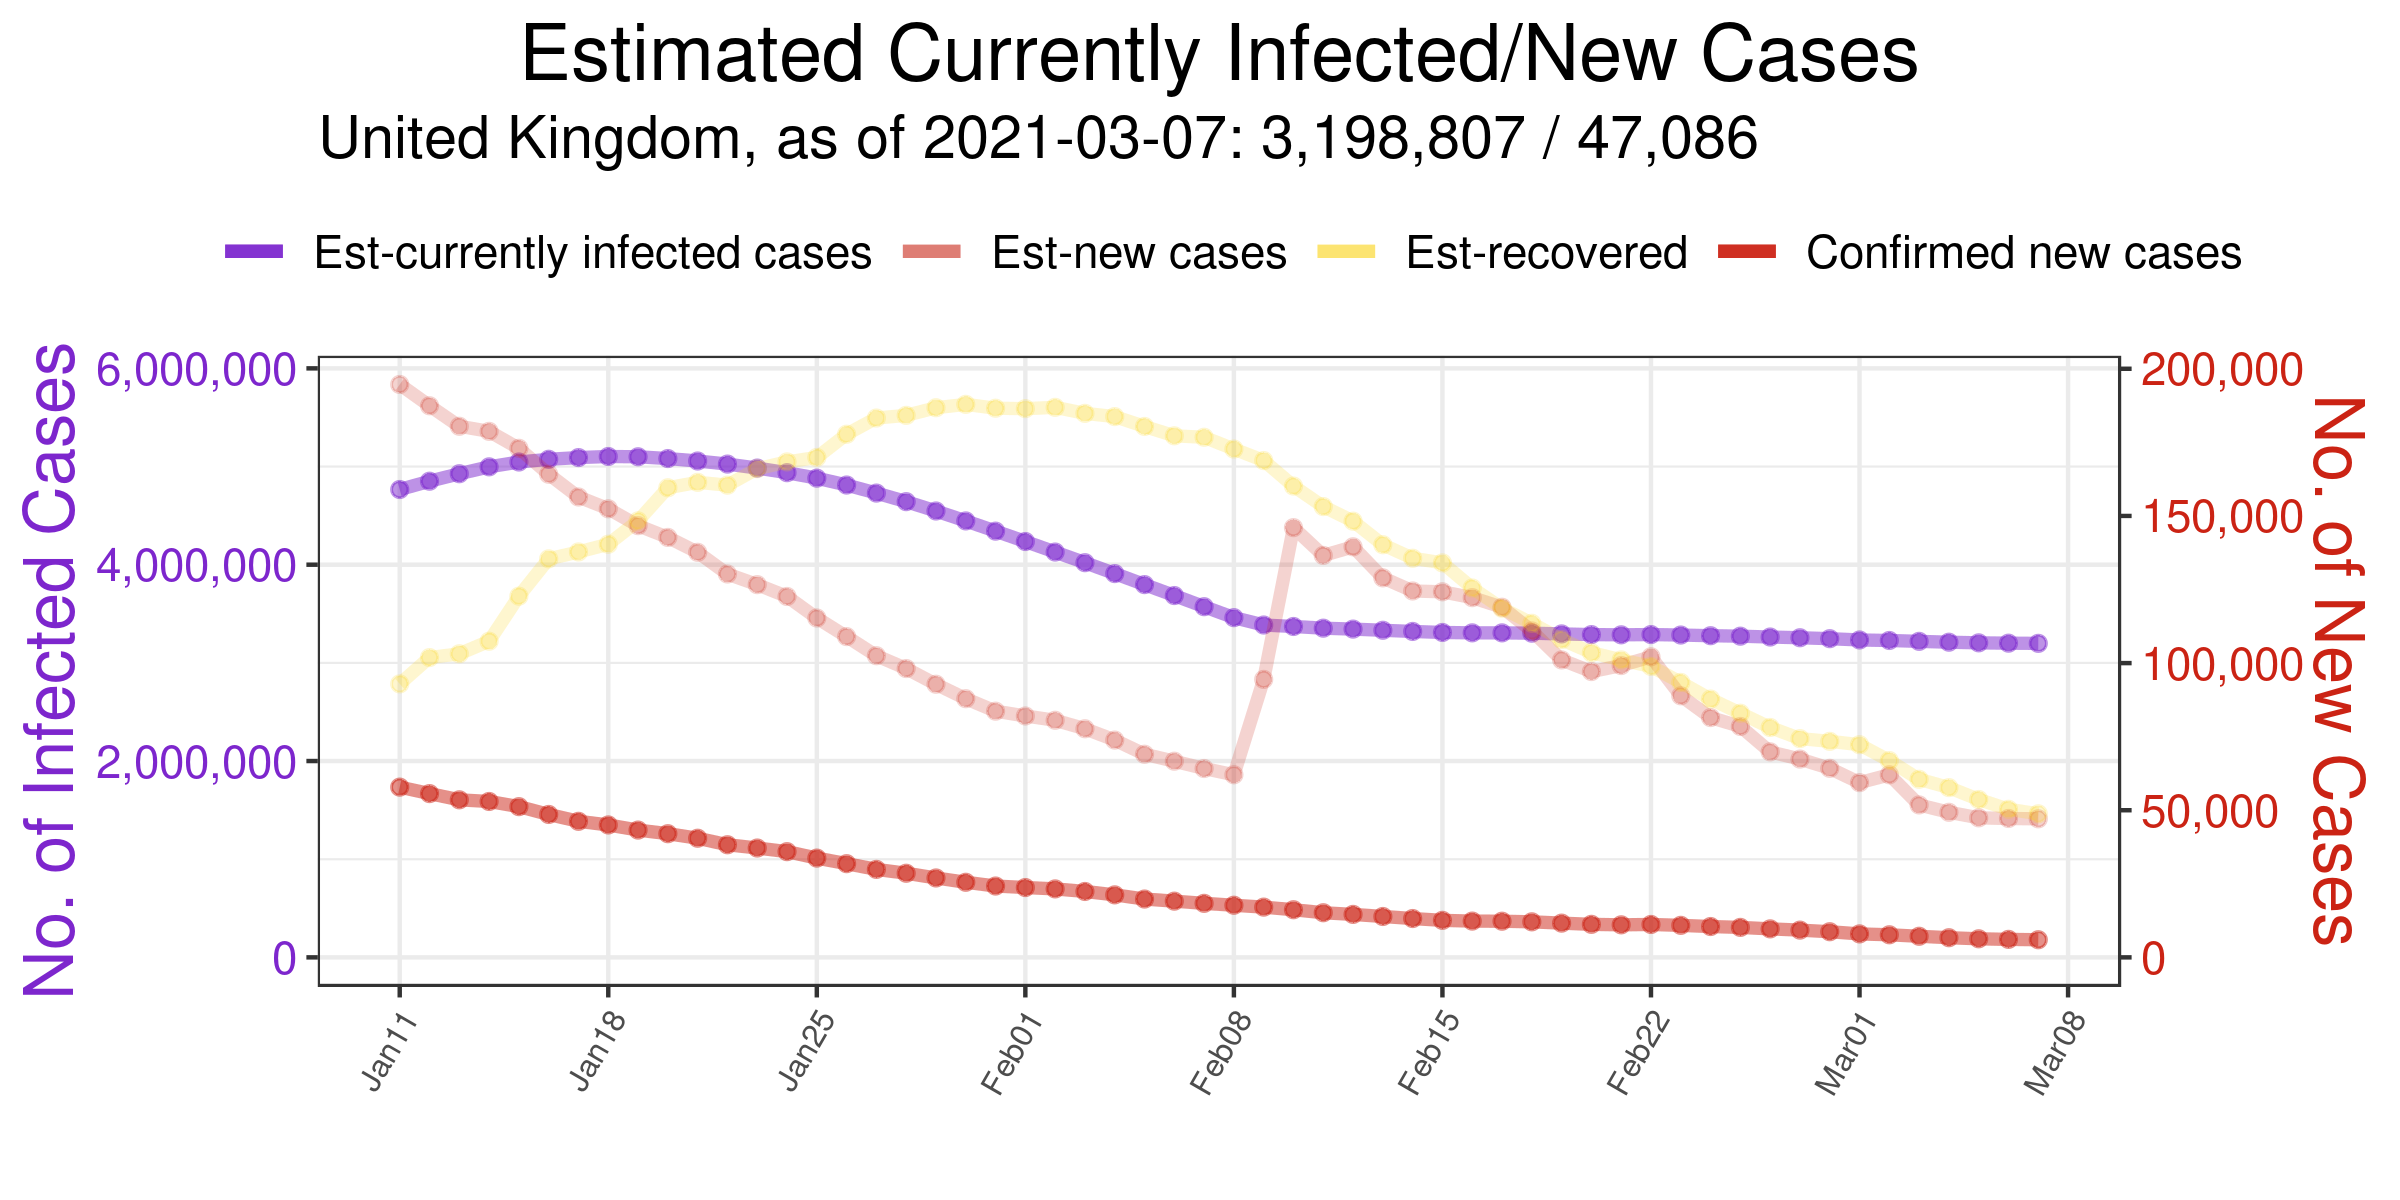 Estimated Currently Infected/New Cases
United Kingdom, as of 2021-03-07: 3,198,807 / 47,086
Est-currently infected cases Est-new cases Est-recovered Confirmed new cases
No. of Infected Cases
6,000,000
4,000,000
2,000,000
0
200,000
150,000
100,000
50,000
0
No. of New Cases
Jan11 Jan18 Jan25 Feb01 Feb08 Feb15 Feb22 Mar01 Mar08